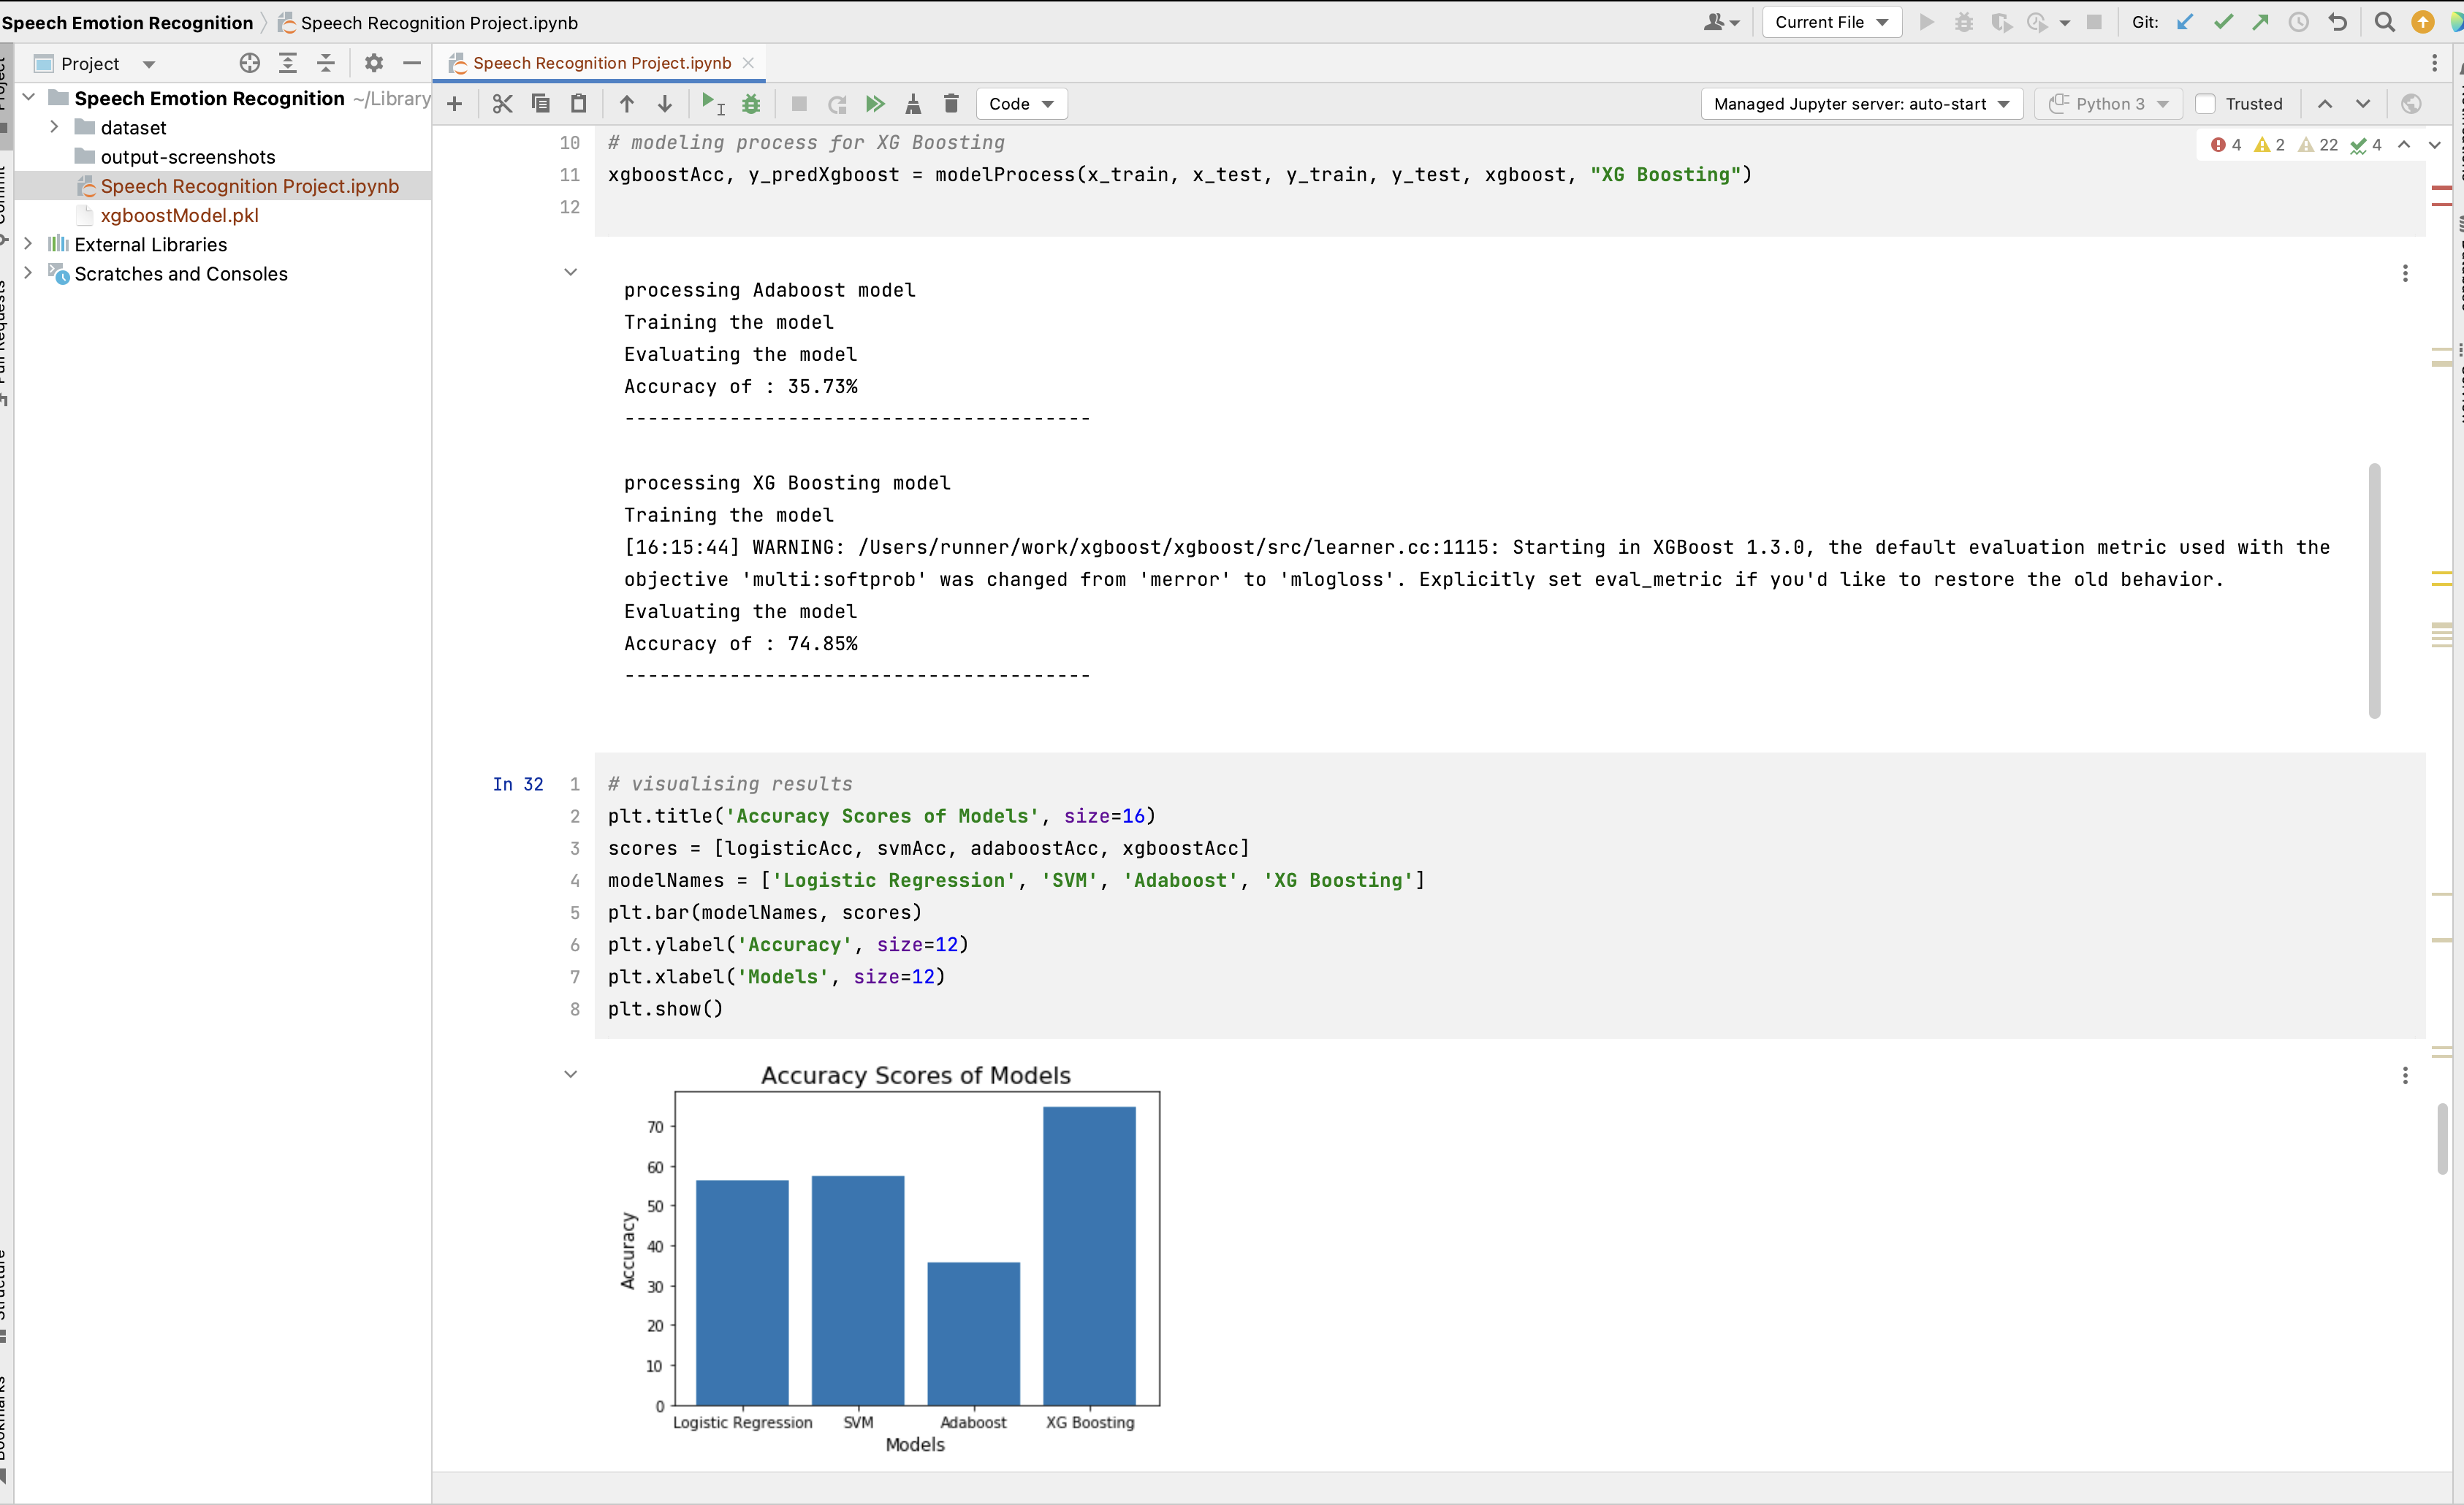 Speech Emotion Recognition Speech Recognition Project.ipynb Current File Git:
Project Speech Recognition Project.ipynb
Speech Emotion Recognition ~/Library
dataset
output-screenshots
Speech Recognition Project.ipynb
xgboostModel.pkl
External Libraries
Scratches and Consoles
Commit
Pull Requests
Structure
Bookmarks
Code Managed Jupyter server: auto-start Python 3 Trusted
4 2 22 4
10 # modeling process for XG Boosting
11 xgboostAcc, y_predXgboost = modelProcess(x_train, x_test, y_train, y_test, xgboost, "XG Boosting")
12
processing Adaboost model
Training the model
Evaluating the model
Accuracy of : 35.73%
----------------------------------------
processing XG Boosting model
Training the model
[16:15:44] WARNING: /Users/runner/work/xgboost/xgboost/src/learner.cc:1115: Starting in XGBoost 1.3.0, the default evaluation metric used with the
objective 'multi:softprob' was changed from 'merror' to 'mlogloss'. Explicitly set eval_metric if you'd like to restore the old behavior.
Evaluating the model
Accuracy of : 74.85%
----------------------------------------
In 32 1 # visualising results
2 plt.title('Accuracy Scores of Models', size=16)
3 scores = [logisticAcc, svmAcc, adaboostAcc, xgboostAcc]
4 modelNames = ['Logistic Regression', 'SVM', 'Adaboost', 'XG Boosting']
5 plt.bar(modelNames, scores)
6 plt.ylabel('Accuracy', size=12)
7 plt.xlabel('Models', size=12)
8 plt.show()
Accuracy Scores of Models
70
60
50
40
30
20
10
0
Accuracy
Logistic Regression SVM Adaboost XG Boosting
Models